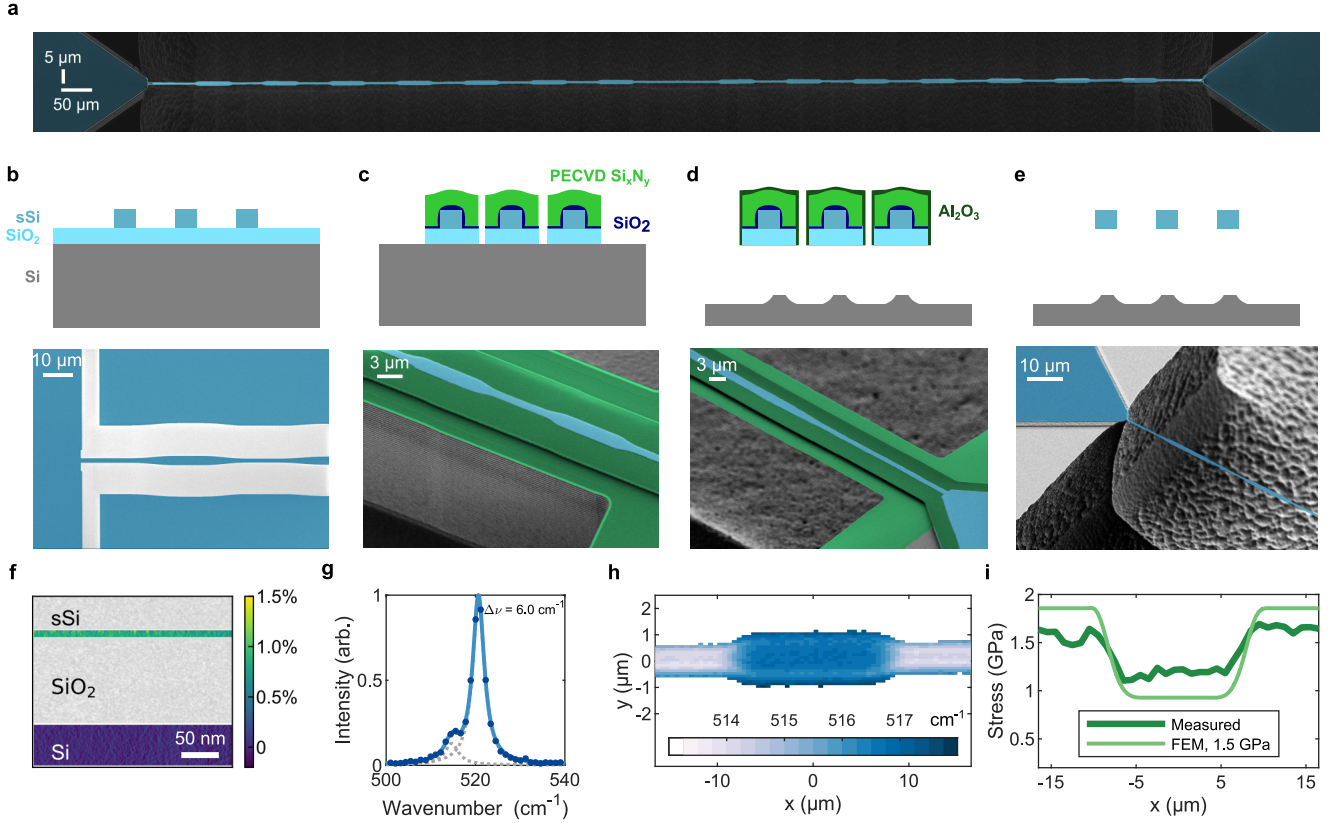 a
5 µm
50 µm
b
c
d
e
PECVD SiₓNᵧ
sSi
SiO₂
Si
SiO₂
Al₂O₃
10 µm
3 µm
3 µm
10 µm
f
g
h
i
sSi
SiO₂
Si
50 nm
1.5%
1.0%
0.5%
0
1
0.5
0
Intensity (arb.)
Δν = 6.0 cm⁻¹
500 520 540
Wavenumber (cm⁻¹)
2
1
0
-1
-2
y (µm)
514 515 516 517 cm⁻¹
-10 0 10
x (µm)
2
1.5
1
0.5
Stress (GPa)
Measured
FEM, 1.5 GPa
-15 -5 5 15
x (µm)